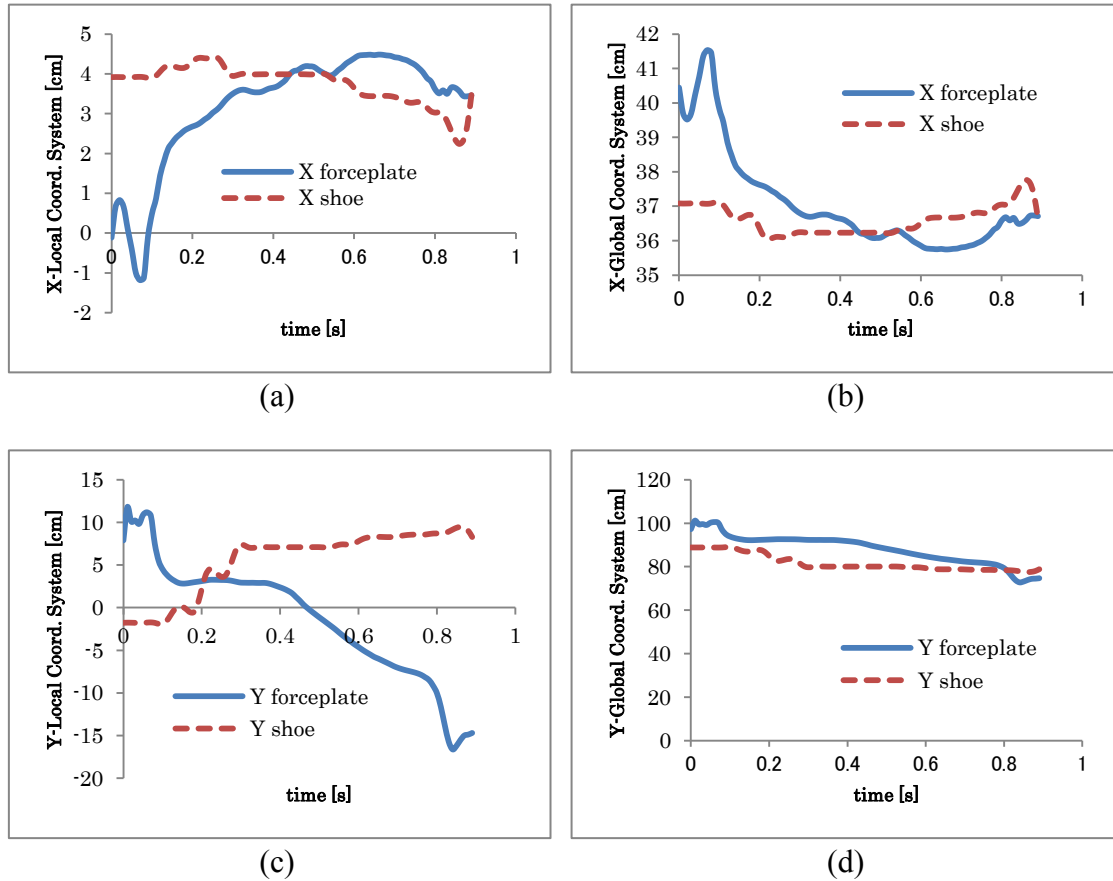 X-Local Coord. System [cm]
5
4
3
2
1
0
-1
-2
0
0.2
0.4
0.6
0.8
1
X forceplate
X shoe
time [s]
(a)
X-Global Coord. System [cm]
42
41
40
39
38
37
36
35
0
0.2
0.4
0.6
0.8
1
X forceplate
X shoe
time [s]
(b)
Y-Local Coord. System [cm]
15
10
5
0
-5
-10
-15
-20
0
0.2
0.4
0.6
0.8
1
Y forceplate
Y shoe
time [s]
(c)
Y-Global Coord. System [cm]
120
100
80
60
40
20
0
0
0.2
0.4
0.6
0.8
1
Y forceplate
Y shoe
time [s]
(d)